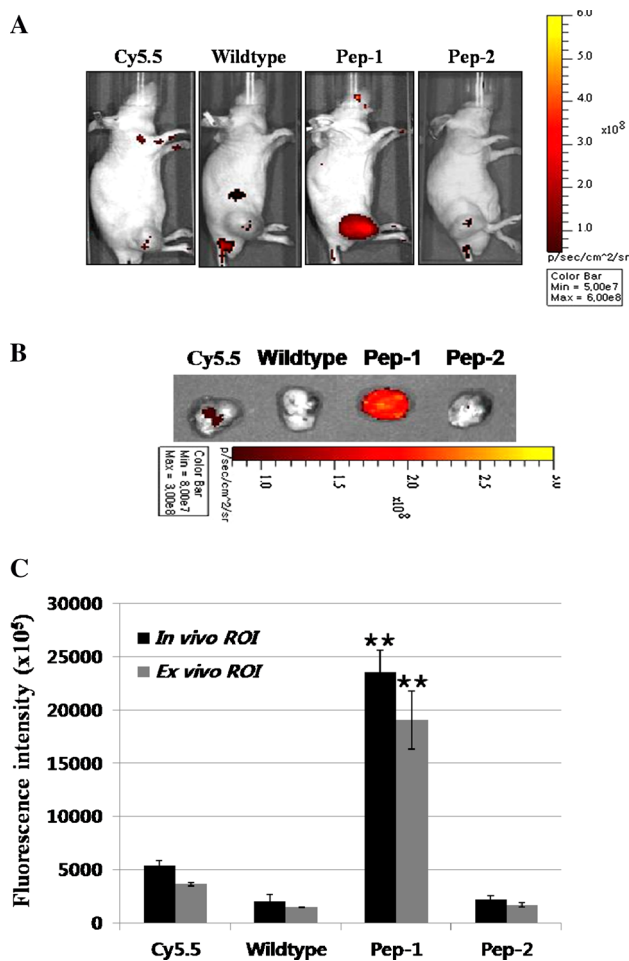 A
Cy5.5 Wildtype Pep-1 Pep-2
6.0
5.0
4.0
3.0
x10⁸
2.0
1.0
p/sec/cm^2/sr
Color Bar
Min = 5.00e7
Max = 6.00e8
B
Cy5.5 Wildtype Pep-1 Pep-2
Color Bar
Min = 8.00e7
Max = 3.00e8
p/sec/cm^2/sr
1.0 1.5 2.0 2.5 3.0
x10⁸
C
Fluorescence intensity (x10⁵)
30000
25000
20000
15000
10000
5000
0
In vivo ROI
Ex vivo ROI
** **
Cy5.5 Wildtype Pep-1 Pep-2